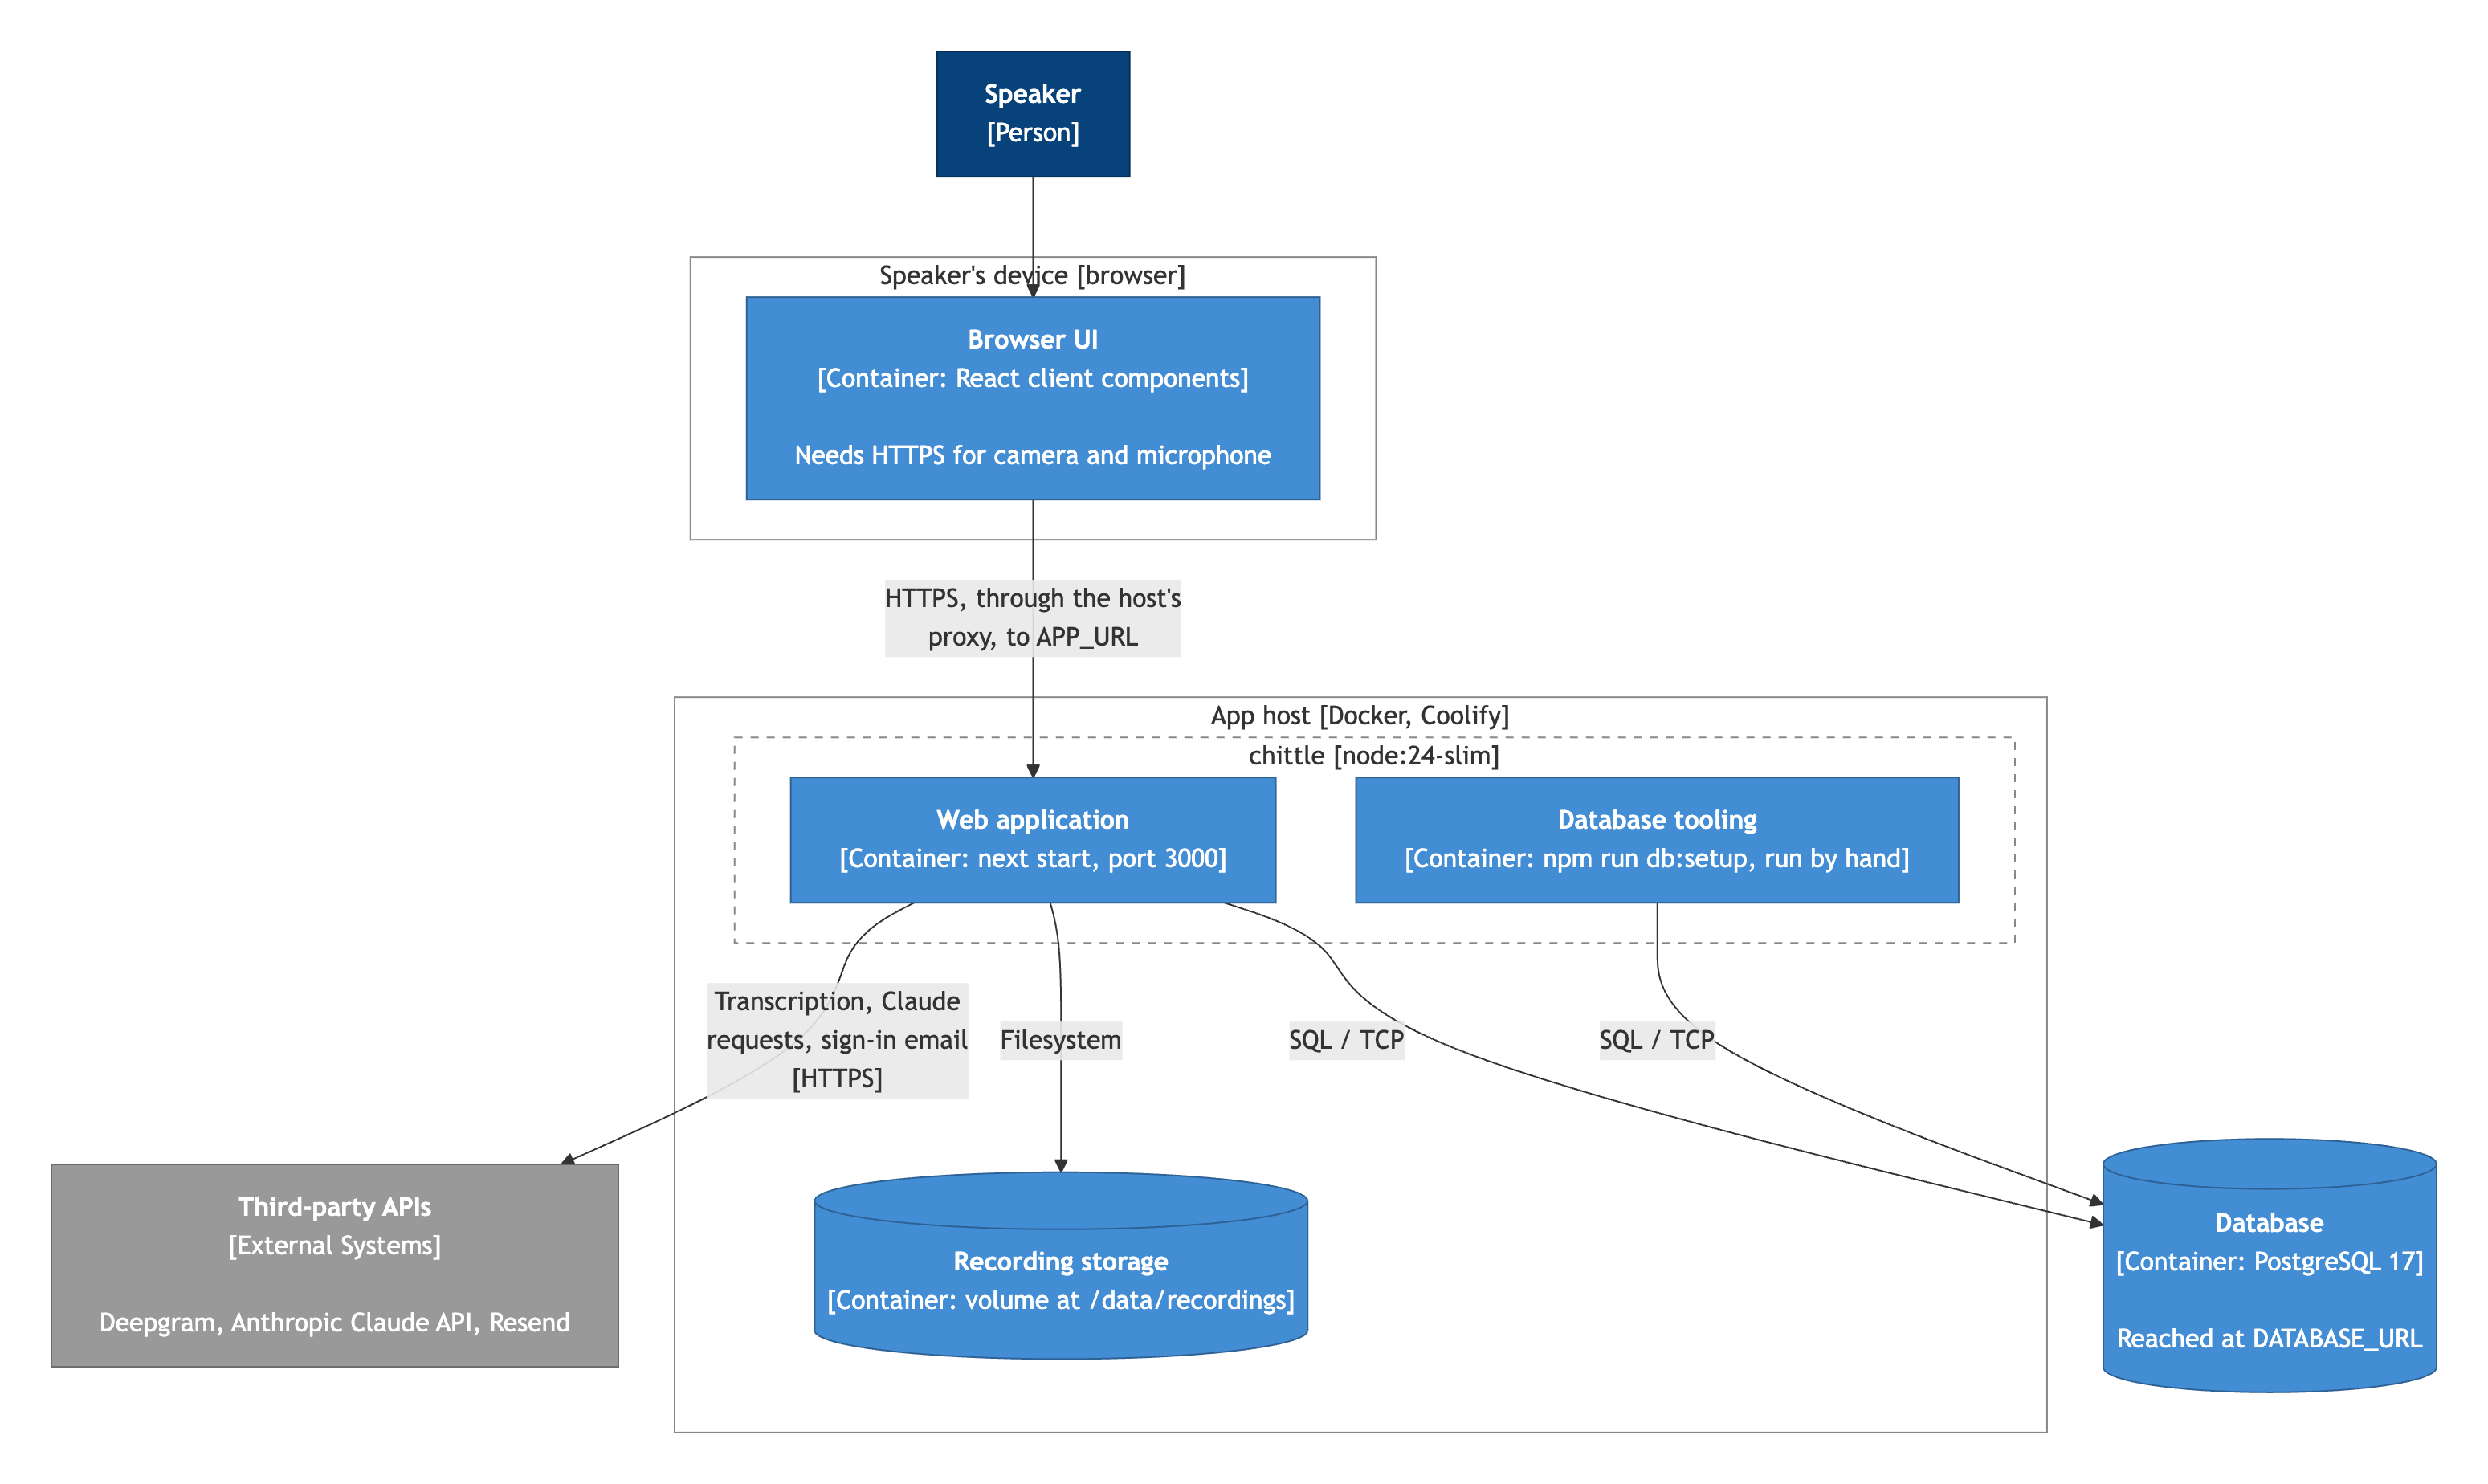 Speaker
[Person]
Speaker's device [browser]
Browser UI
[Container: React client components]
Needs HTTPS for camera and microphone
HTTPS, through the host's
proxy, to APP_URL
App host [Docker, Coolify]
chittle [node:24-slim]
Web application
[Container: next start, port 3000]
Database tooling
[Container: npm run db:setup, run by hand]
Transcription, Claude
requests, sign-in email
[HTTPS]
Filesystem
SQL / TCP
SQL / TCP
Third-party APIs
[External Systems]
Deepgram, Anthropic Claude API, Resend
Recording storage
[Container: volume at /data/recordings]
Database
[Container: PostgreSQL 17]
Reached at DATABASE_URL